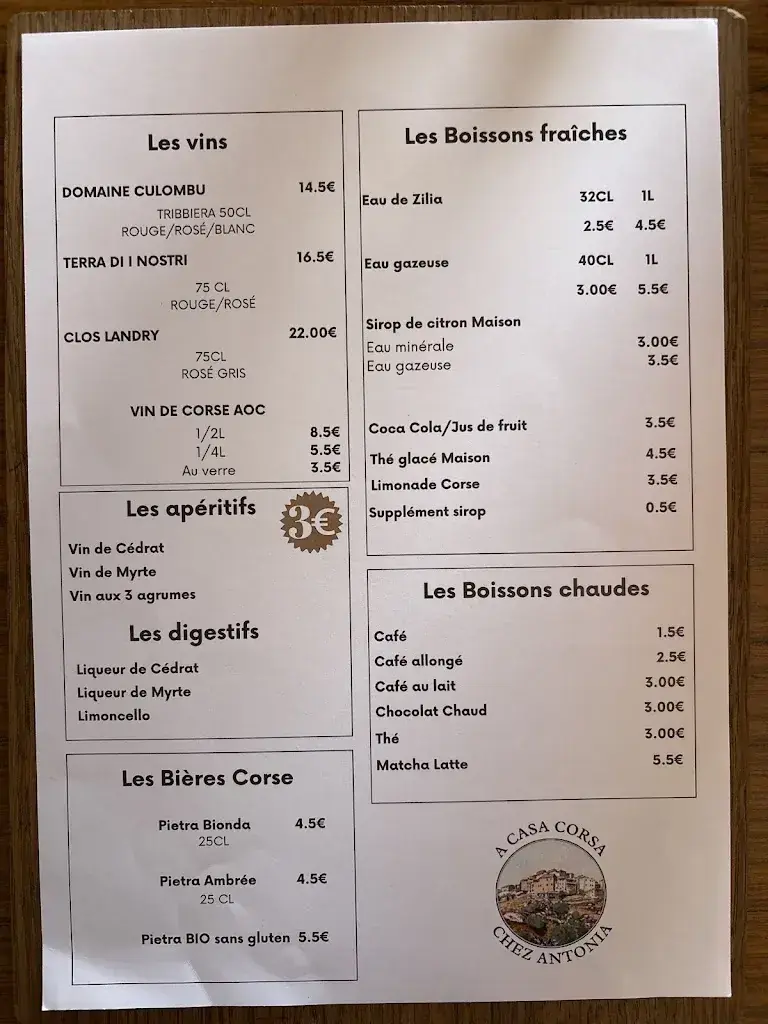 Les vins
DOMAINE CULOMBU 14.5€
TRIBBIERA 50CL
ROUGE/ROSÉ/BLANC
TERRA DI I NOSTRI 16.5€
75 CL
ROUGE/ROSÉ
CLOS LANDRY 22.00€
75CL
ROSÉ GRIS
VIN DE CORSE AOC
1/2L 8.5€
1/4L 5.5€
Au verre 3.5€
Les apéritifs 3€
Vin de Cédrat
Vin de Myrte
Vin aux 3 agrumes
Les digestifs
Liqueur de Cédrat
Liqueur de Myrte
Limoncello
Les Bières Corse
Pietra Bionda 4.5€
25CL
Pietra Ambrée 4.5€
25 CL
Pietra BIO sans gluten 5.5€
Les Boissons fraîches
Eau de Zilia 32CL 1L
2.5€ 4.5€
Eau gazeuse 40CL 1L
3.00€ 5.5€
Sirop de citron Maison
Eau minérale 3.00€
Eau gazeuse 3.5€
Coca Cola/Jus de fruit 3.5€
Thé glacé Maison 4.5€
Limonade Corse 3.5€
Supplément sirop 0.5€
Les Boissons chaudes
Café 1.5€
Café allongé 2.5€
Café au lait 3.00€
Chocolat Chaud 3.00€
Thé 3.00€
Matcha Latte 5.5€
A CASA CORSA
CHEZ ANTONIA